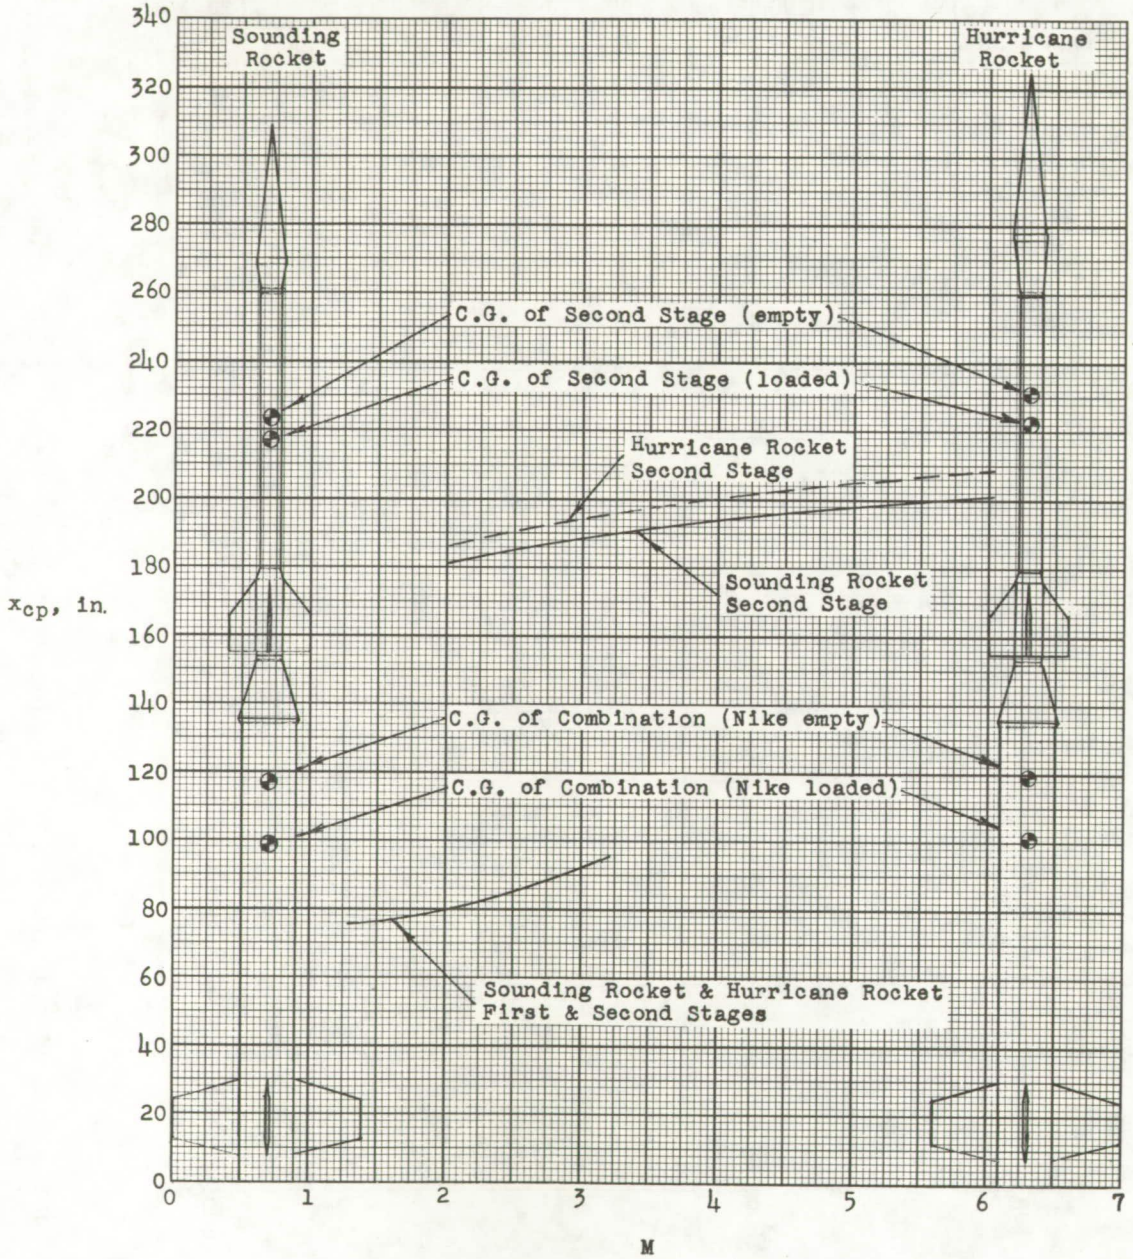 340
Sounding
Rocket
Hurricane
Rocket
320
300
280
260
C.G. of Second Stage (empty)
240
C.G. of Second Stage (loaded)
220
Hurricane Rocket
Second Stage
200
180
Sounding Rocket
Second Stage
xcp, in.
160
140
C.G. of Combination (Nike empty)
120
C.G. of Combination (Nike loaded)
100
80
60
Sounding Rocket & Hurricane Rocket
First & Second Stages
40
20
0
0 1 2 3 4 5 6 7
M